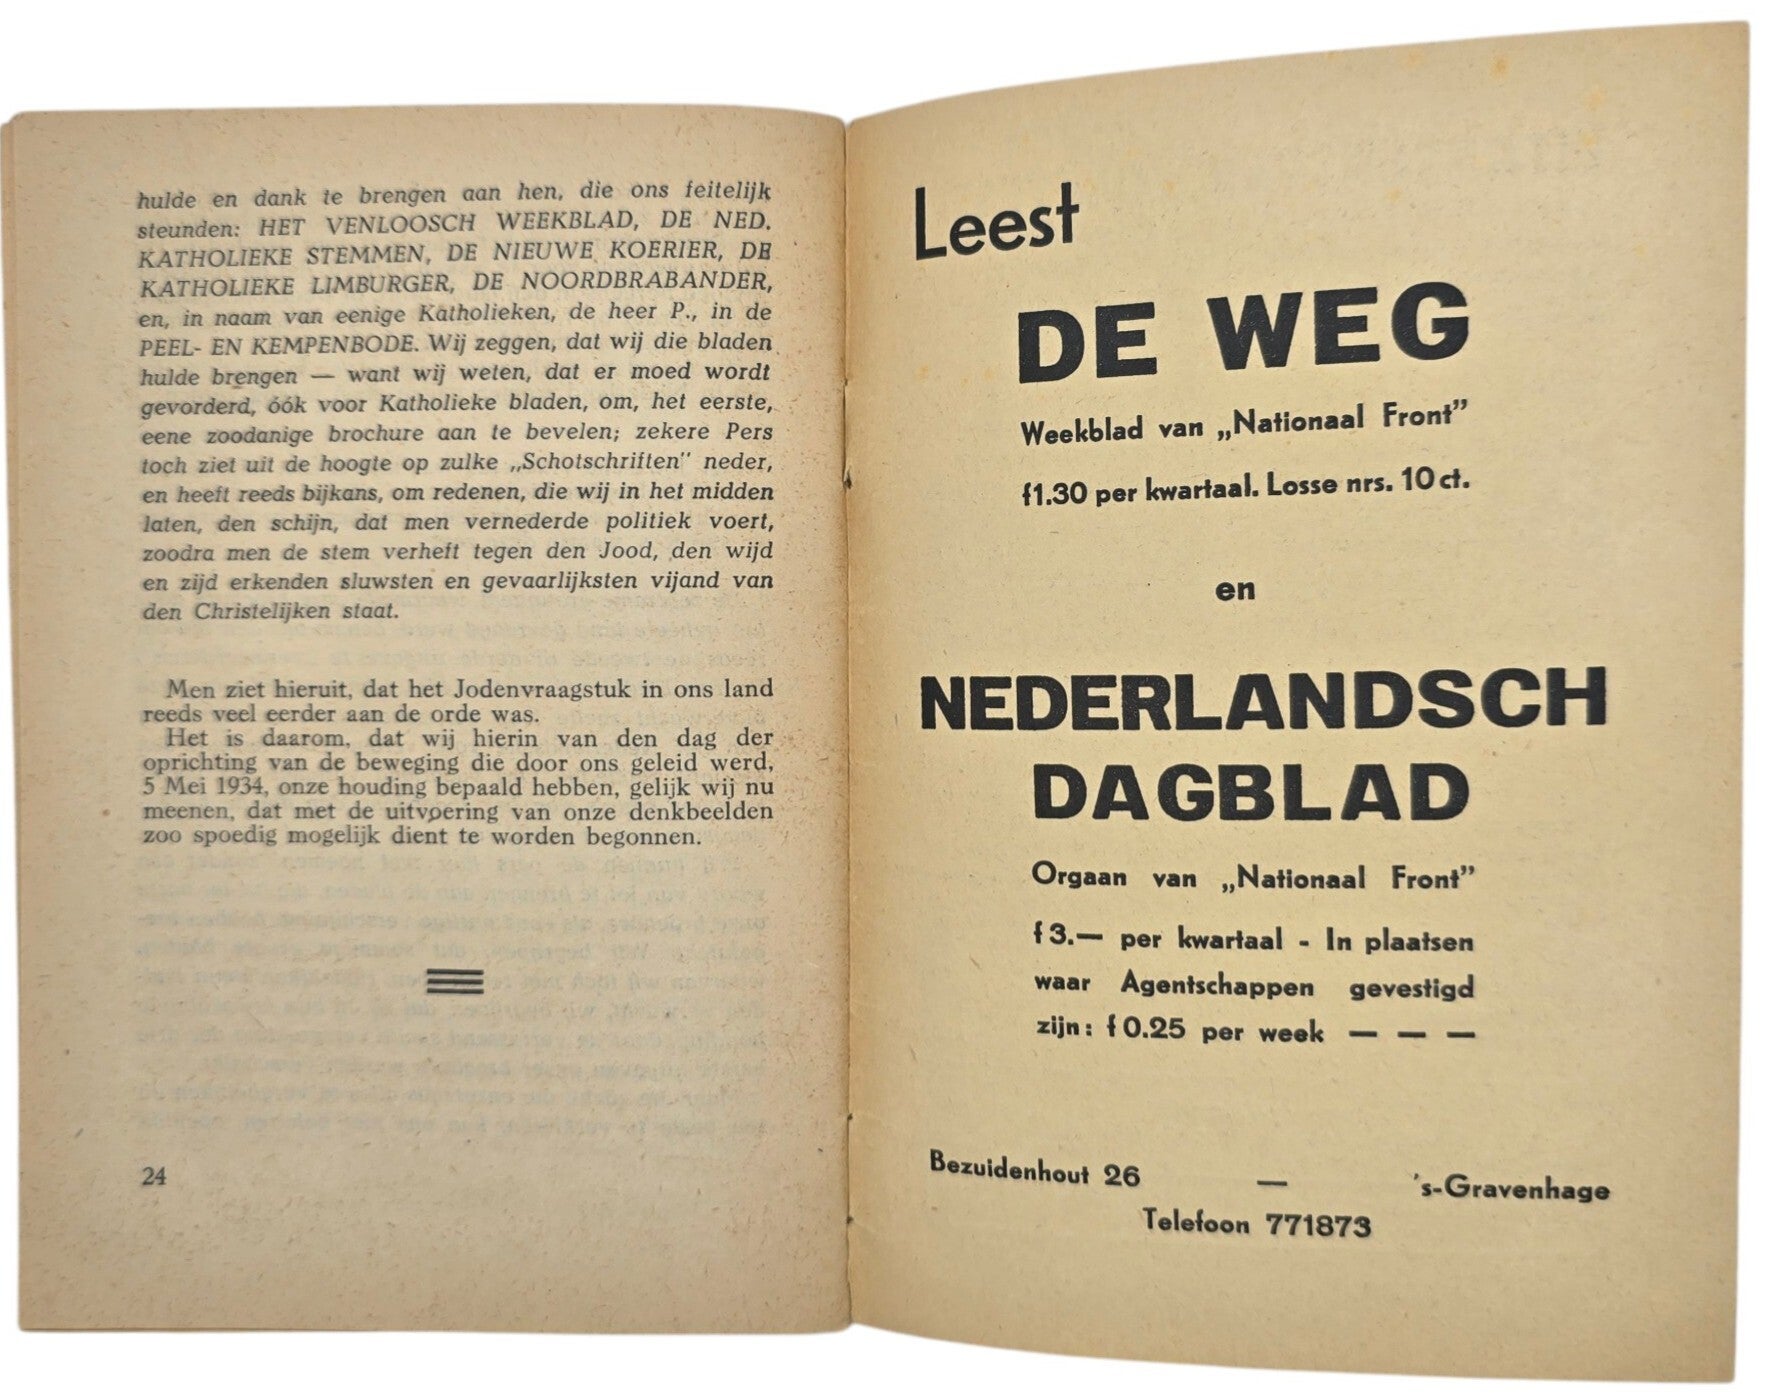 hulde en dank te brengen aan hen, die ons feitelijk
steunden: HET VENLOOSCH WEEKBLAD, DE NED.
KATHOLIEKE STEMMEN, DE NIEUWE KOERIER, DE
KATHOLIEKE LIMBURGER, DE NOORDBRABANDER,
en, in naam van eenige Katholieken, de heer P., in de
PEEL- EN KEMPENBODE. Wij zeggen, dat wij die bladen
hulde brengen — want wij weten, dat er moed wordt
gevorderd, óók voor Katholieke bladen, om, het eerste,
eene zoodanige brochure aan te bevelen; zekere Pers
toch ziet uit de hoogte op zulke „Schotschriften" neder,
en heeft reeds bijkans, om redenen, die wij in het midden
laten, den schijn, dat men vernederde politiek voert,
zoodra men de stem verheft tegen den Jood, den wijd
en zijd erkenden sluwsten en gevaarlijksten vijand van
den Christelijken staat.
Men ziet hieruit, dat het Jodenvraagstuk in ons land
reeds veel eerder aan de orde was.
Het is daarom, dat wij hierin van den dag der
oprichting van de beweging die door ons geleid werd,
5 Mei 1934, onze houding bepaald hebben, gelijk wij nu
meenen, dat met de uitvoering van onze denkbeelden
zoo spoedig mogelijk dient te worden begonnen.
24
Leest
DE WEG
Weekblad van „Nationaal Front"
f1.30 per kwartaal. Losse nrs. 10 ct.
en
NEDERLANDSCH
DAGBLAD
Orgaan van „Nationaal Front"
f 3.— per kwartaal - In plaatsen
waar Agentschappen gevestigd
zijn: f 0.25 per week — — —
Bezuidenhout 26 — 's-Gravenhage
Telefoon 771873